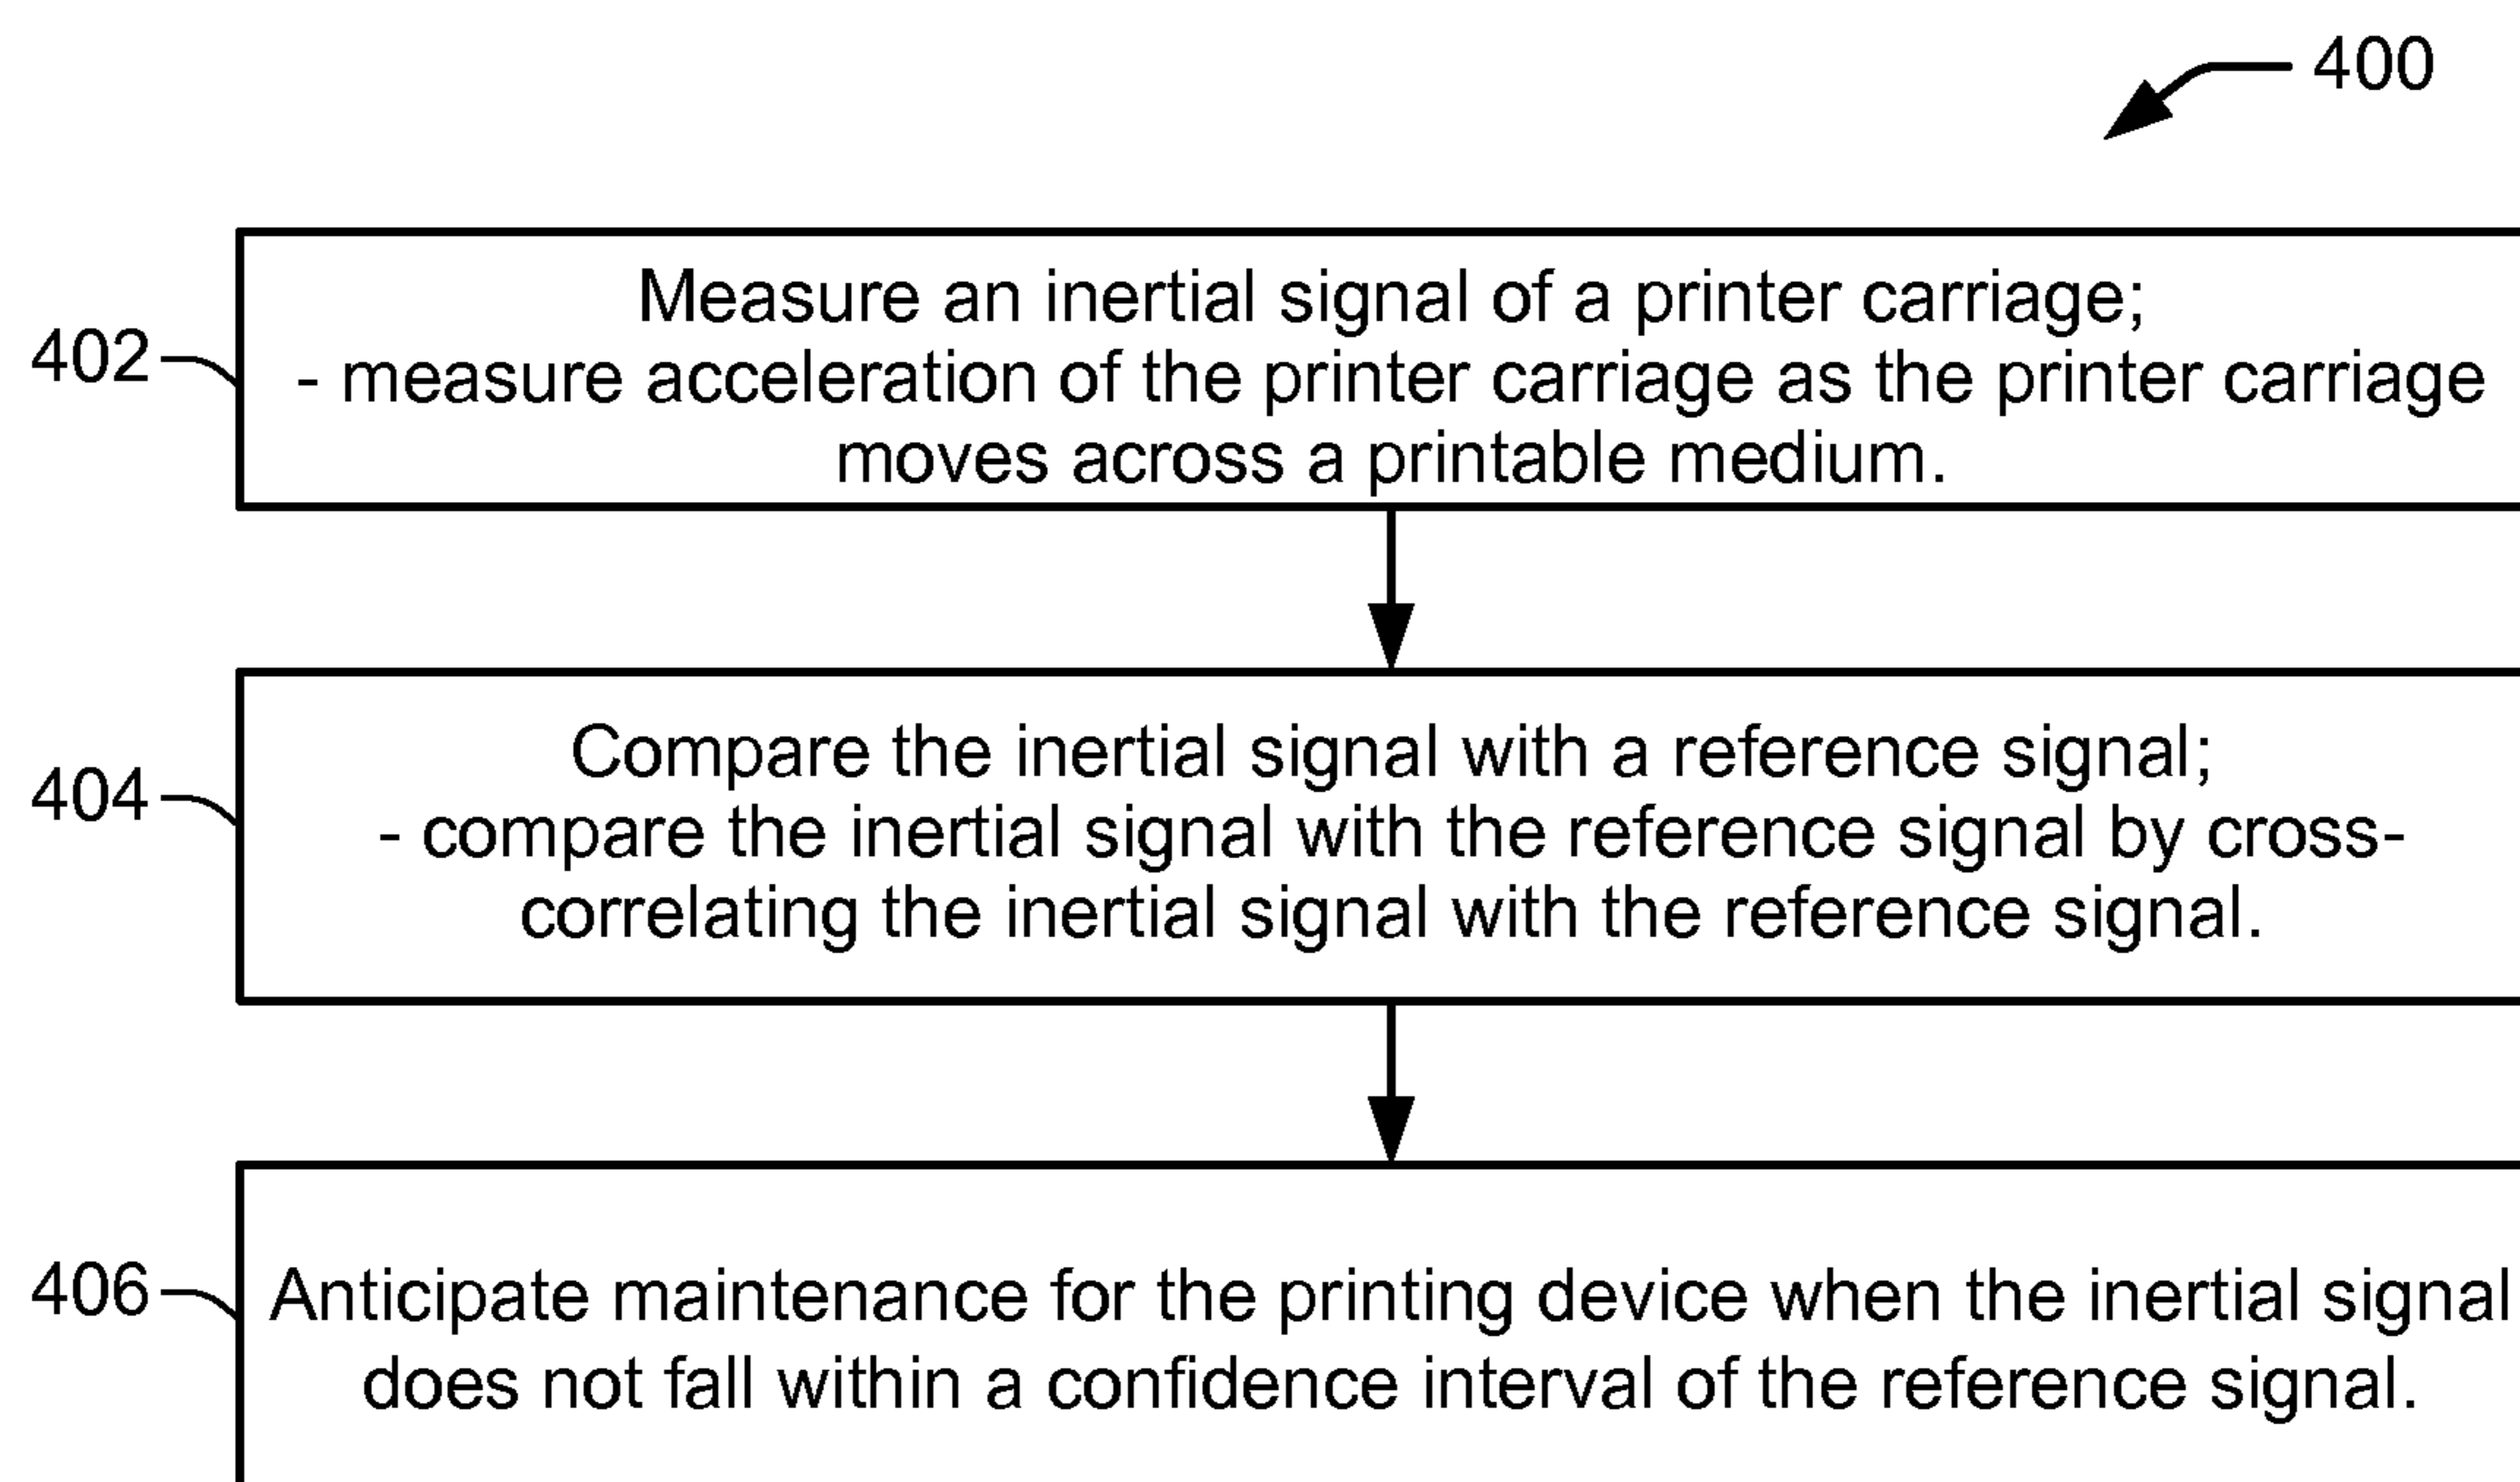 400
402
Measure an inertial signal of a printer carriage;
- measure acceleration of the printer carriage as the printer carriage
moves across a printable medium.
404
Compare the inertial signal with a reference signal;
- compare the inertial signal with the reference signal by cross-
correlating the inertial signal with the reference signal.
406
Anticipate maintenance for the printing device when the inertial signal
does not fall within a confidence interval of the reference signal.